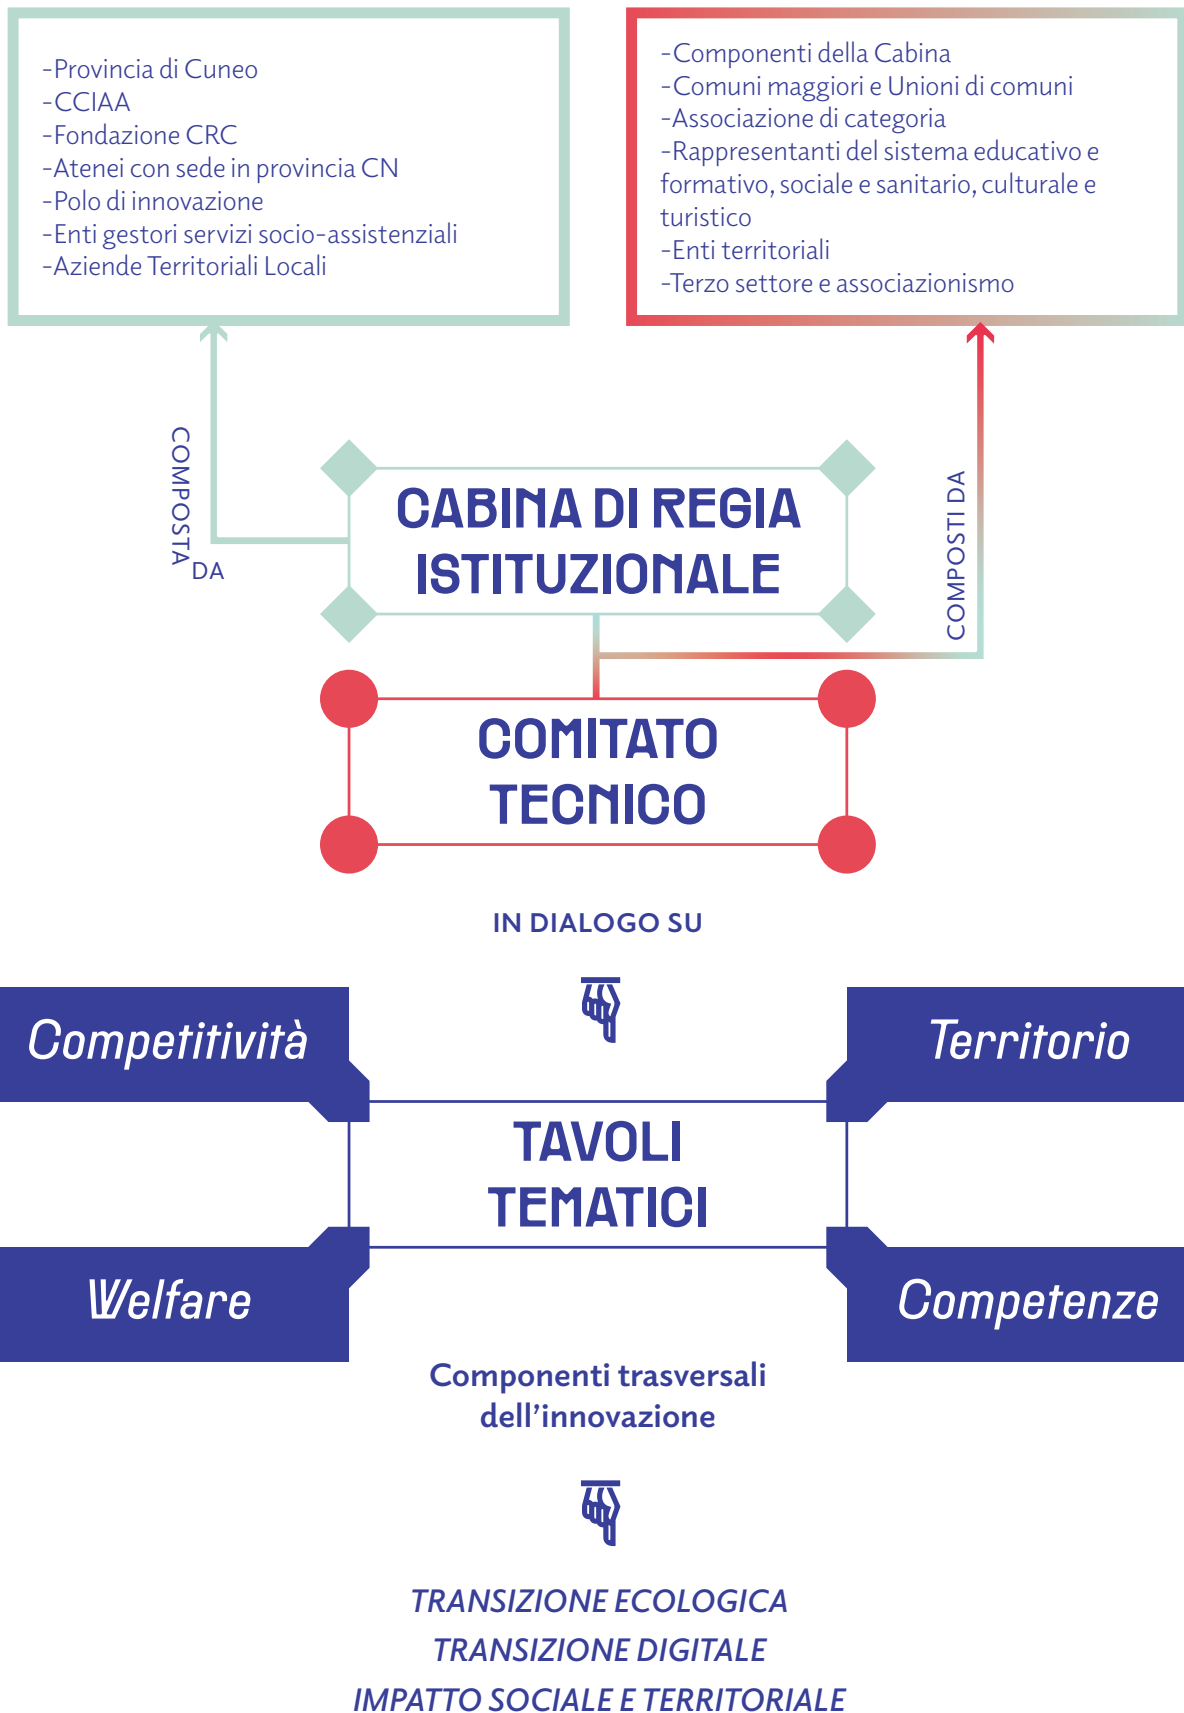 -Provincia di Cuneo
-CCIAA
-Fondazione CRC
-Atenei con sede in provincia CN
-Polo di innovazione
-Enti gestori servizi socio-assistenziali
-Aziende Territoriali Locali
-Componenti della Cabina
-Comuni maggiori e Unioni di comuni
-Associazione di categoria
-Rappresentanti del sistema educativo e
formativo, sociale e sanitario, culturale e
turistico
-Enti territoriali
-Terzo settore e associazionismo
COMPOSTA DA
CABINA DI REGIA
ISTITUZIONALE
COMPOSTI DA
COMITATO
TECNICO
IN DIALOGO SU
Competitività
Territorio
TAVOLI
TEMATICI
Welfare
Competenze
Componenti trasversali
dell'innovazione
TRANSIZIONE ECOLOGICA
TRANSIZIONE DIGITALE
IMPATTO SOCIALE E TERRITORIALE